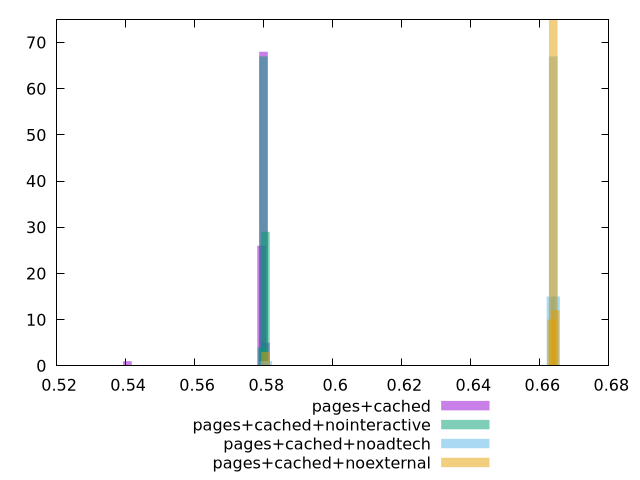 70
60
50
40
30
20
10
0
0.52 0.54 0.56 0.58 0.6 0.62 0.64 0.66 0.68
pages+cached
pages+cached+nointeractive
pages+cached+noadtech
pages+cached+noexternal